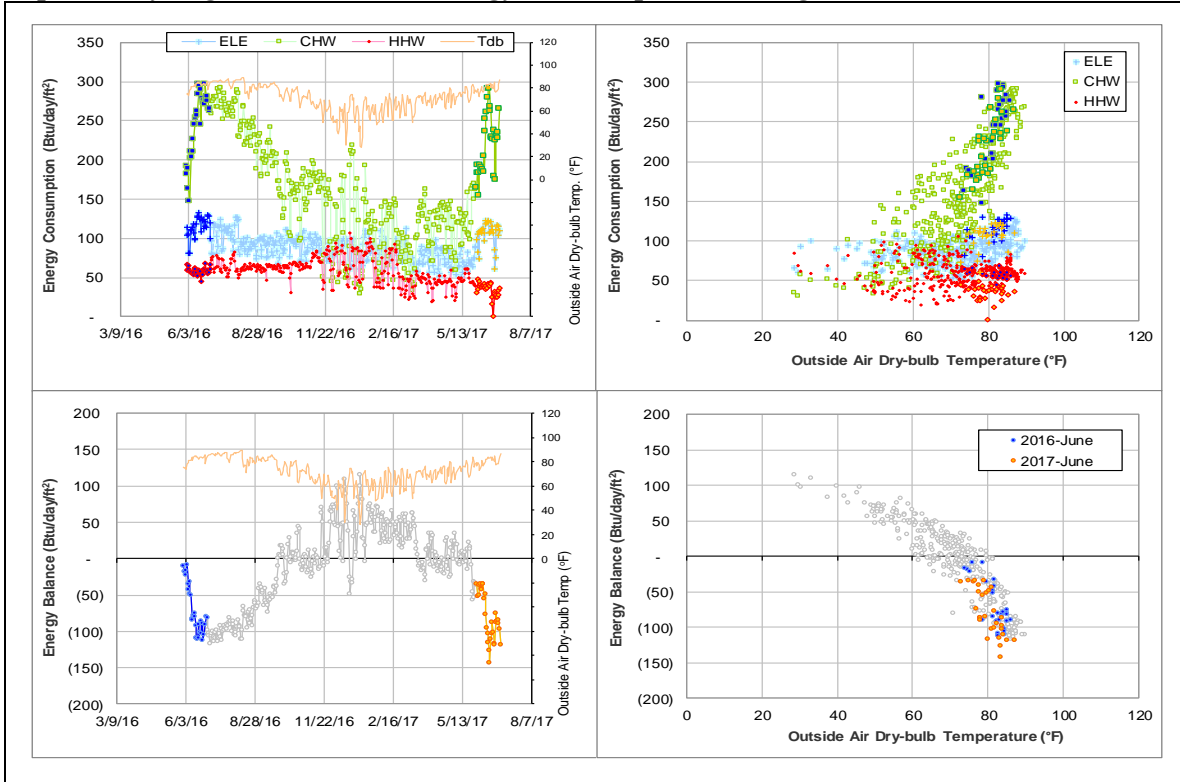 350
300
250
200
150
100
50
-
Energy Consumption (Btu/day/ft²)
ELE CHW HHW Tdb
120
100
80
60
40
20
0
Outside Air Dry-bulb Temp. (°F)
3/9/16 6/3/16 8/28/16 11/22/16 2/16/17 5/13/17 8/7/17
350
300
250
200
150
100
50
-
Energy Consumption (Btu/day/ft²)
ELE
CHW
HHW
0 20 40 60 80 100 120
Outside Air Dry-bulb Temperature (°F)
200
150
100
50
-
(50)
(100)
(150)
(200)
Energy Balance (Btu/day/ft²)
120
100
80
60
40
20
0
Outside Air Dry-bulb Temp (°F)
3/9/16 6/3/16 8/28/16 11/22/16 2/16/17 5/13/17 8/7/17
200
150
100
50
-
(50)
(100)
(150)
(200)
Energy Balance (Btu/day/ft²)
2016-June
2017-June
0 20 40 60 80 100 120
Outside Air Dry-bulb Temperature (°F)